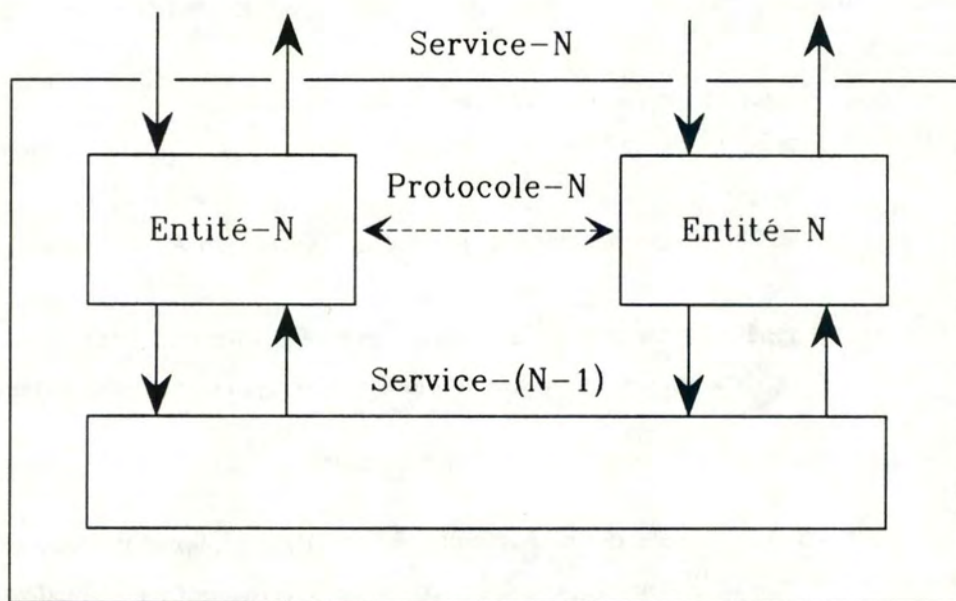 Service-N
Protocole-N
Entité-N
Entité-N
Service-(N-1)